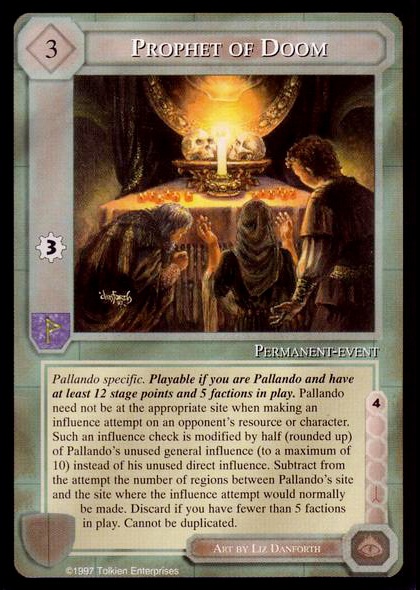 3
PROPHET OF DOOM
3
PERMANENT-EVENT
Pallando specific. Playable if you are Pallando and have
at least 12 stage points and 5 factions in play. Pallando
need not be at the appropriate site when making an
influence attempt on an opponent's resource or character.
Such an influence check is modified by half (rounded up)
of Pallando's unused general influence (to a maximum of
10) instead of his unused direct influence. Subtract from
the attempt the number of regions between Pallando's site
and the site where the influence attempt would normally
be made. Discard if you have fewer than 5 factions
in play. Cannot be duplicated.
4
ART BY LIZ DANFORTH
©1997 Tolkien Enterprises